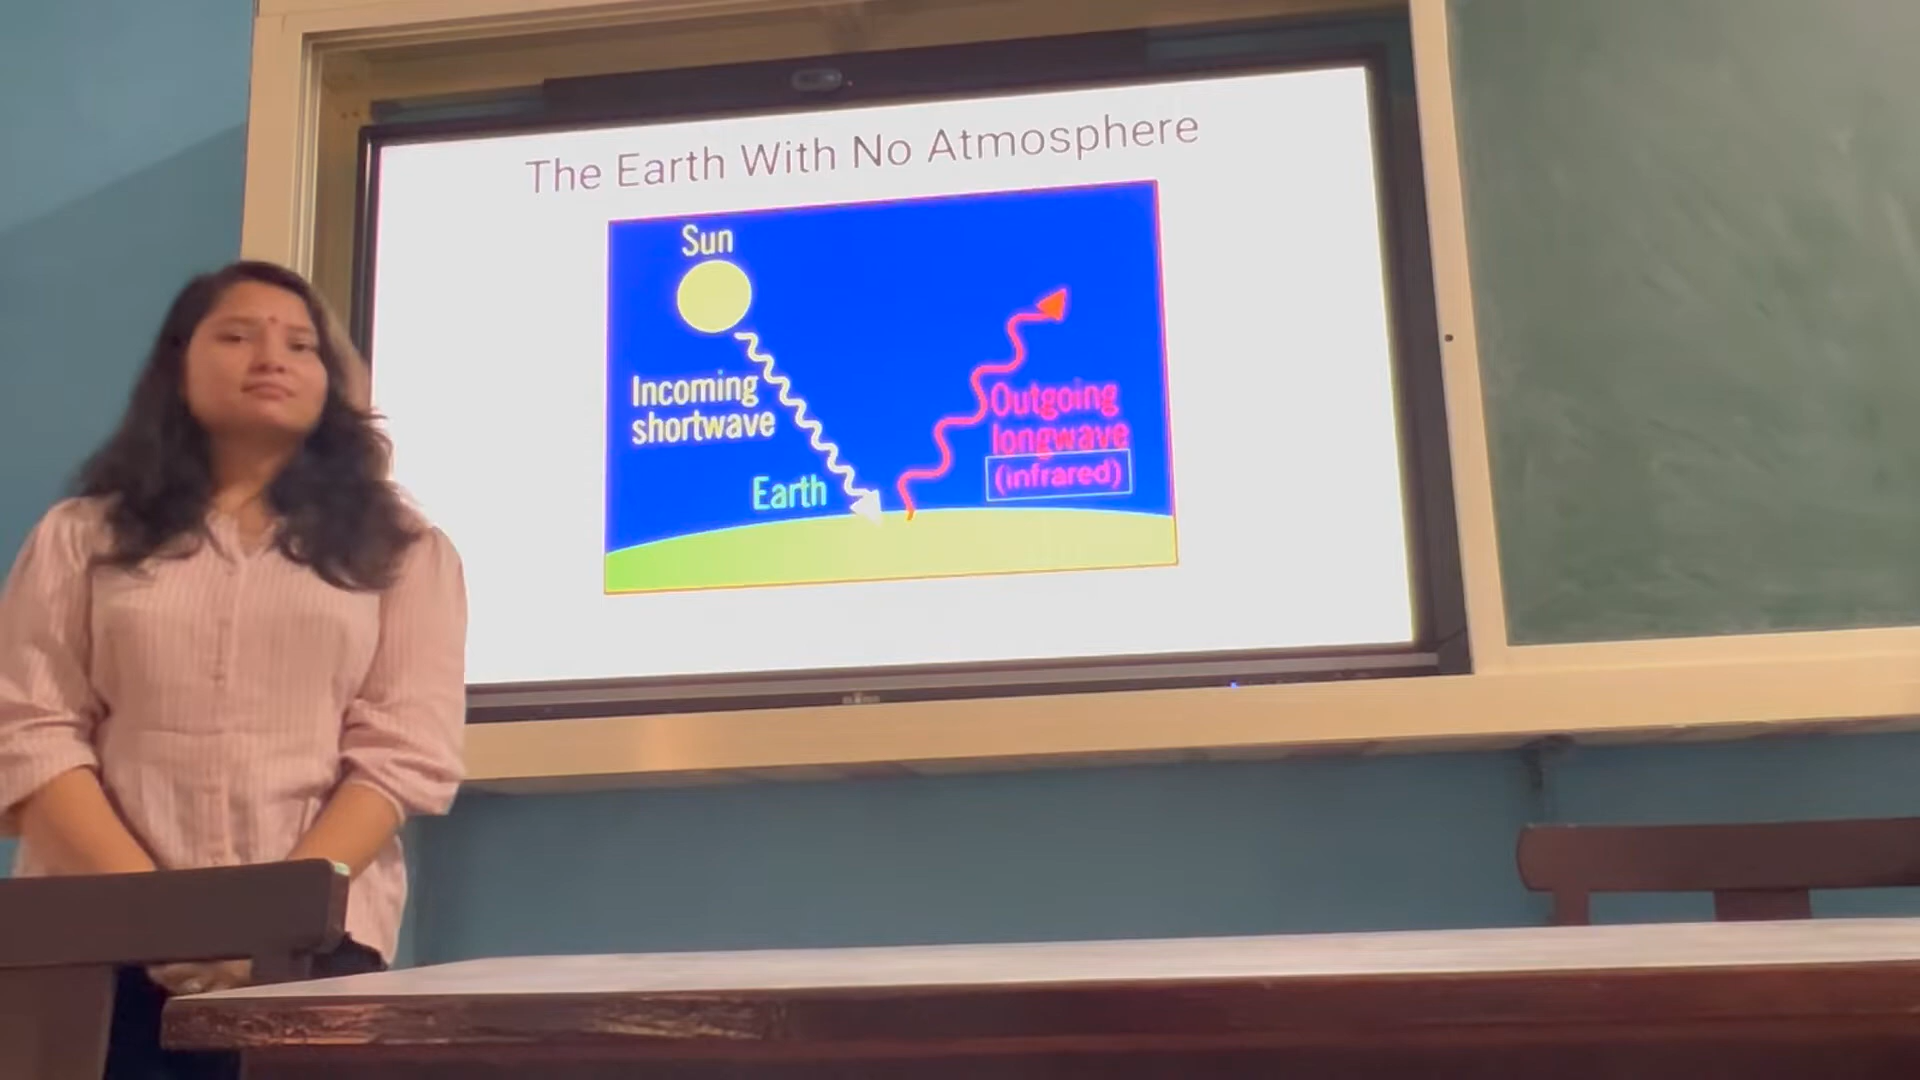 The Earth With No Atmosphere
Sun
Incoming
shortwave
Earth
Outgoing
longwave
(infrared)